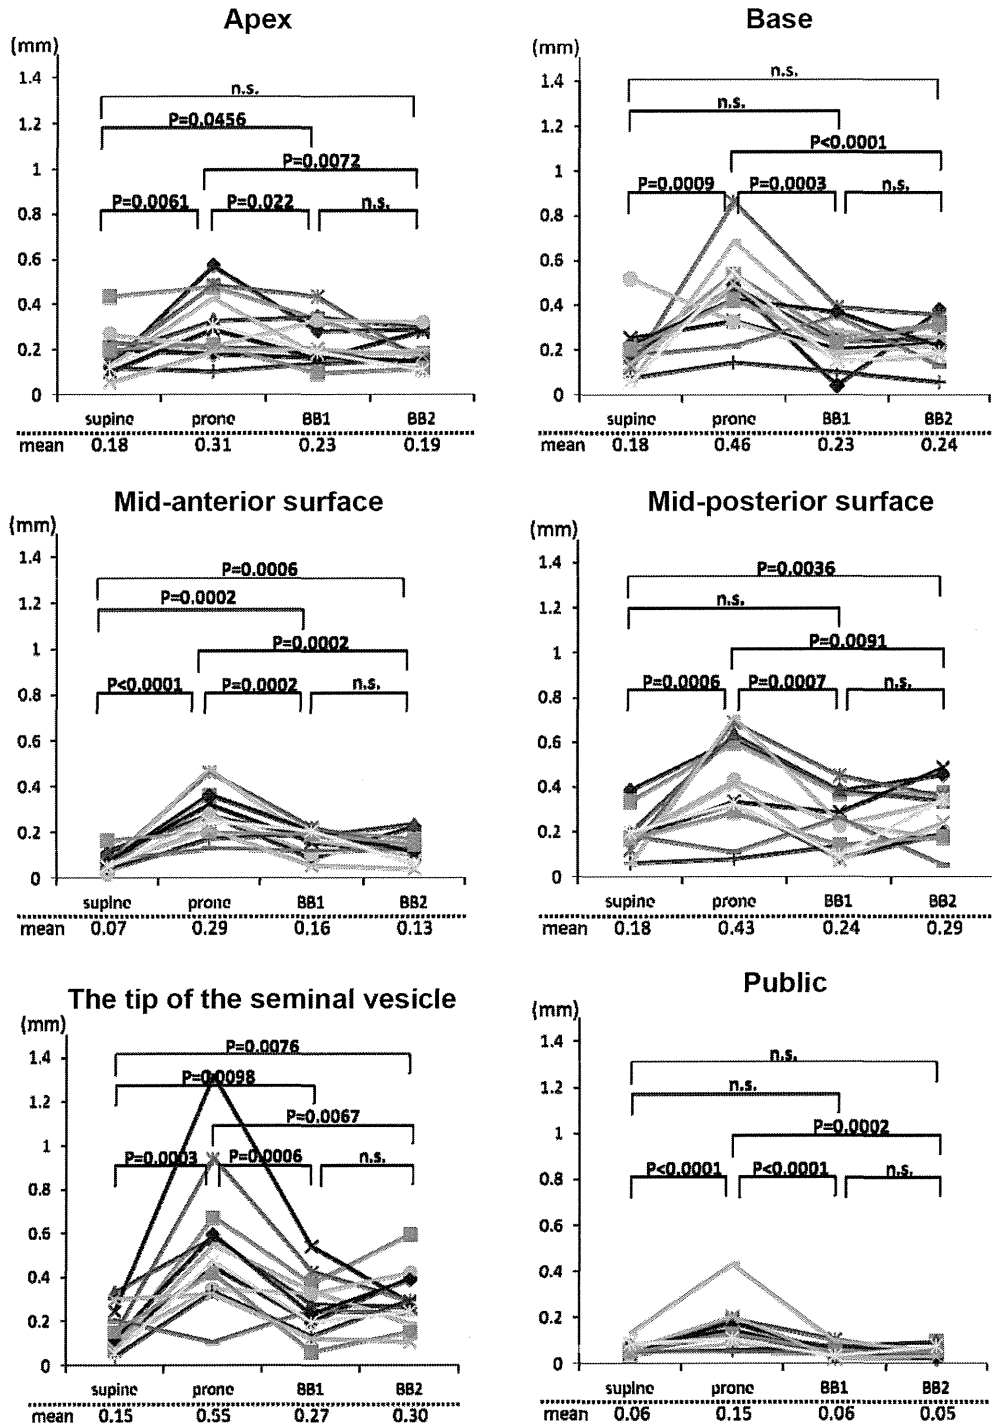 Apex
(mm)
1.4
1.2
1
0.8
0.6
0.4
0.2
0
n.s.
P=0.0456
P=0.0072
P=0.0061
P=0.022
n.s.
supine prone BB1 BB2
mean 0.18 0.31 0.23 0.19
Base
(mm)
1.4
1.2
1
0.8
0.6
0.4
0.2
0
n.s.
n.s.
P<0.0001
P=0.0009
P=0.0003
n.s.
supine prone BB1 BB2
mean 0.18 0.46 0.23 0.24
Mid-anterior surface
(mm)
1.4
1.2
1
0.8
0.6
0.4
0.2
0
P=0.0006
P=0.0002
P=0.0002
P<0.0001
P=0.0002
n.s.
supine prone BB1 BB2
mean 0.07 0.29 0.16 0.13
Mid-posterior surface
(mm)
1.4
1.2
1
0.8
0.6
0.4
0.2
0
P=0.0036
n.s.
P=0.0091
P=0.0006
P=0.0007
n.s.
supine prone BB1 BB2
mean 0.18 0.43 0.24 0.29
The tip of the seminal vesicle
(mm)
1.4
1.2
1
0.8
0.6
0.4
0.2
0
P=0.0076
P=0.0098
P=0.0067
P=0.0003
P=0.0006
n.s.
supine prone BB1 BB2
mean 0.15 0.55 0.27 0.30
Public
(mm)
1.4
1.2
1
0.8
0.6
0.4
0.2
0
n.s.
n.s.
P=0.0002
P<0.0001
P<0.0001
n.s.
supine prone BB1 BB2
mean 0.06 0.15 0.06 0.05